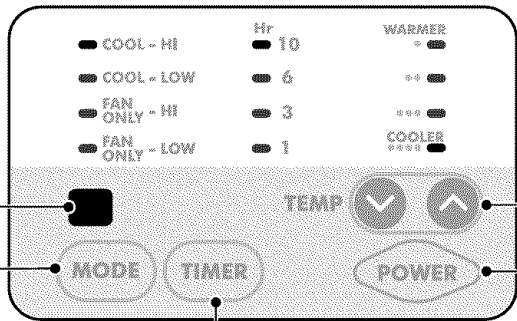 Hr WARMER
COOL - HI 10 *
COOL - LOW 6 **
FAN ONLY - HI 3 ***
FAN ONLY - LOW 1 COOLER ****
TEMP
MODE TIMER POWER